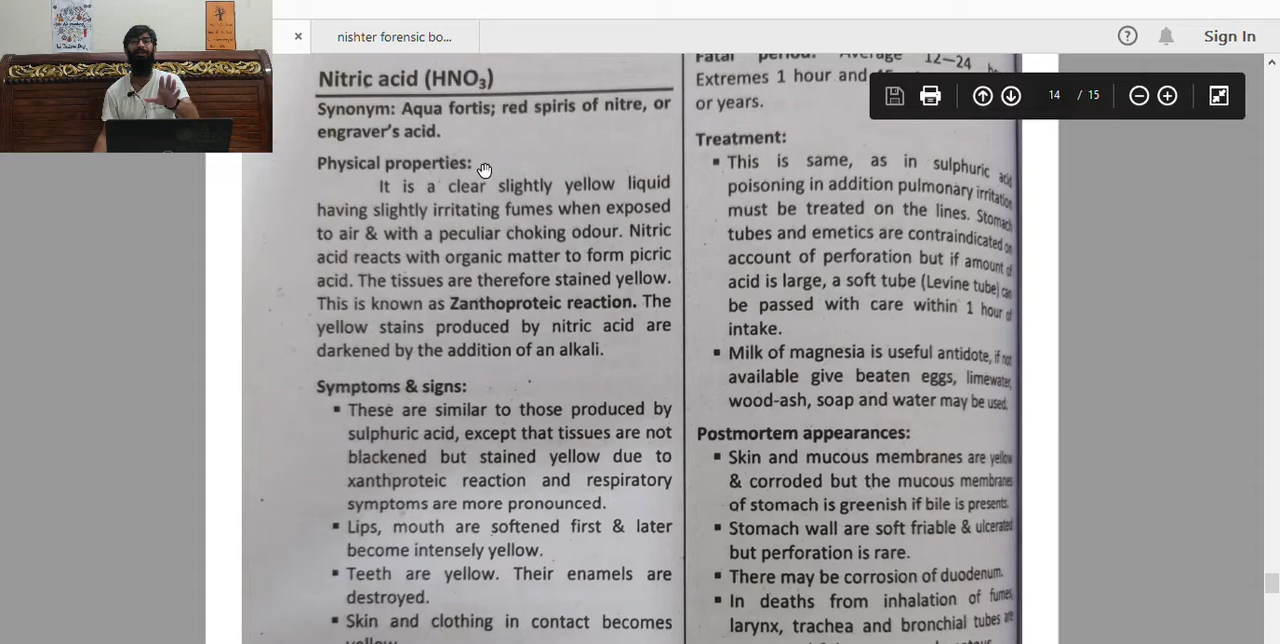 nishter forensic bo...
Sign In
14 / 15
Nitric acid (HNO₃)
Synonym: Aqua fortis; red spiris of nitre, or
engraver's acid.
Physical properties:
It is a clear slightly yellow liquid
having slightly irritating fumes when exposed
to air & with a peculiar choking odour. Nitric
acid reacts with organic matter to form picric
acid. The tissues are therefore stained yellow.
This is known as Zanthoproteic reaction. The
yellow stains produced by nitric acid are
darkened by the addition of an alkali.
Symptoms & signs:
▪ These are similar to those produced by
sulphuric acid, except that tissues are not
blackened but stained yellow due to
xanthproteic reaction and respiratory
symptoms are more pronounced.
▪ Lips, mouth are softened first & later
become intensely yellow.
▪ Teeth are yellow. Their enamels are
destroyed.
▪ Skin and clothing in contact becomes
yellow
Fatal period: Average 12–24
Extremes 1 hour and
or years.
Treatment:
▪ This is same, as in sulphuric acid
poisoning in addition pulmonary irritation
must be treated on the lines. Stomach
tubes and emetics are contraindicated on
account of perforation but if amount of
acid is large, a soft tube (Levine tube) can
be passed with care within 1 hour of
intake.
▪ Milk of magnesia is useful antidote, if not
available give beaten eggs, limewater,
wood-ash, soap and water may be used.
Postmortem appearances:
▪ Skin and mucous membranes are yellow
& corroded but the mucous membranes
of stomach is greenish if bile is presents.
▪ Stomach wall are soft friable & ulcerated
but perforation is rare.
▪ There may be corrosion of duodenum.
▪ In deaths from inhalation of fumes,
larynx, trachea and bronchial tubes are